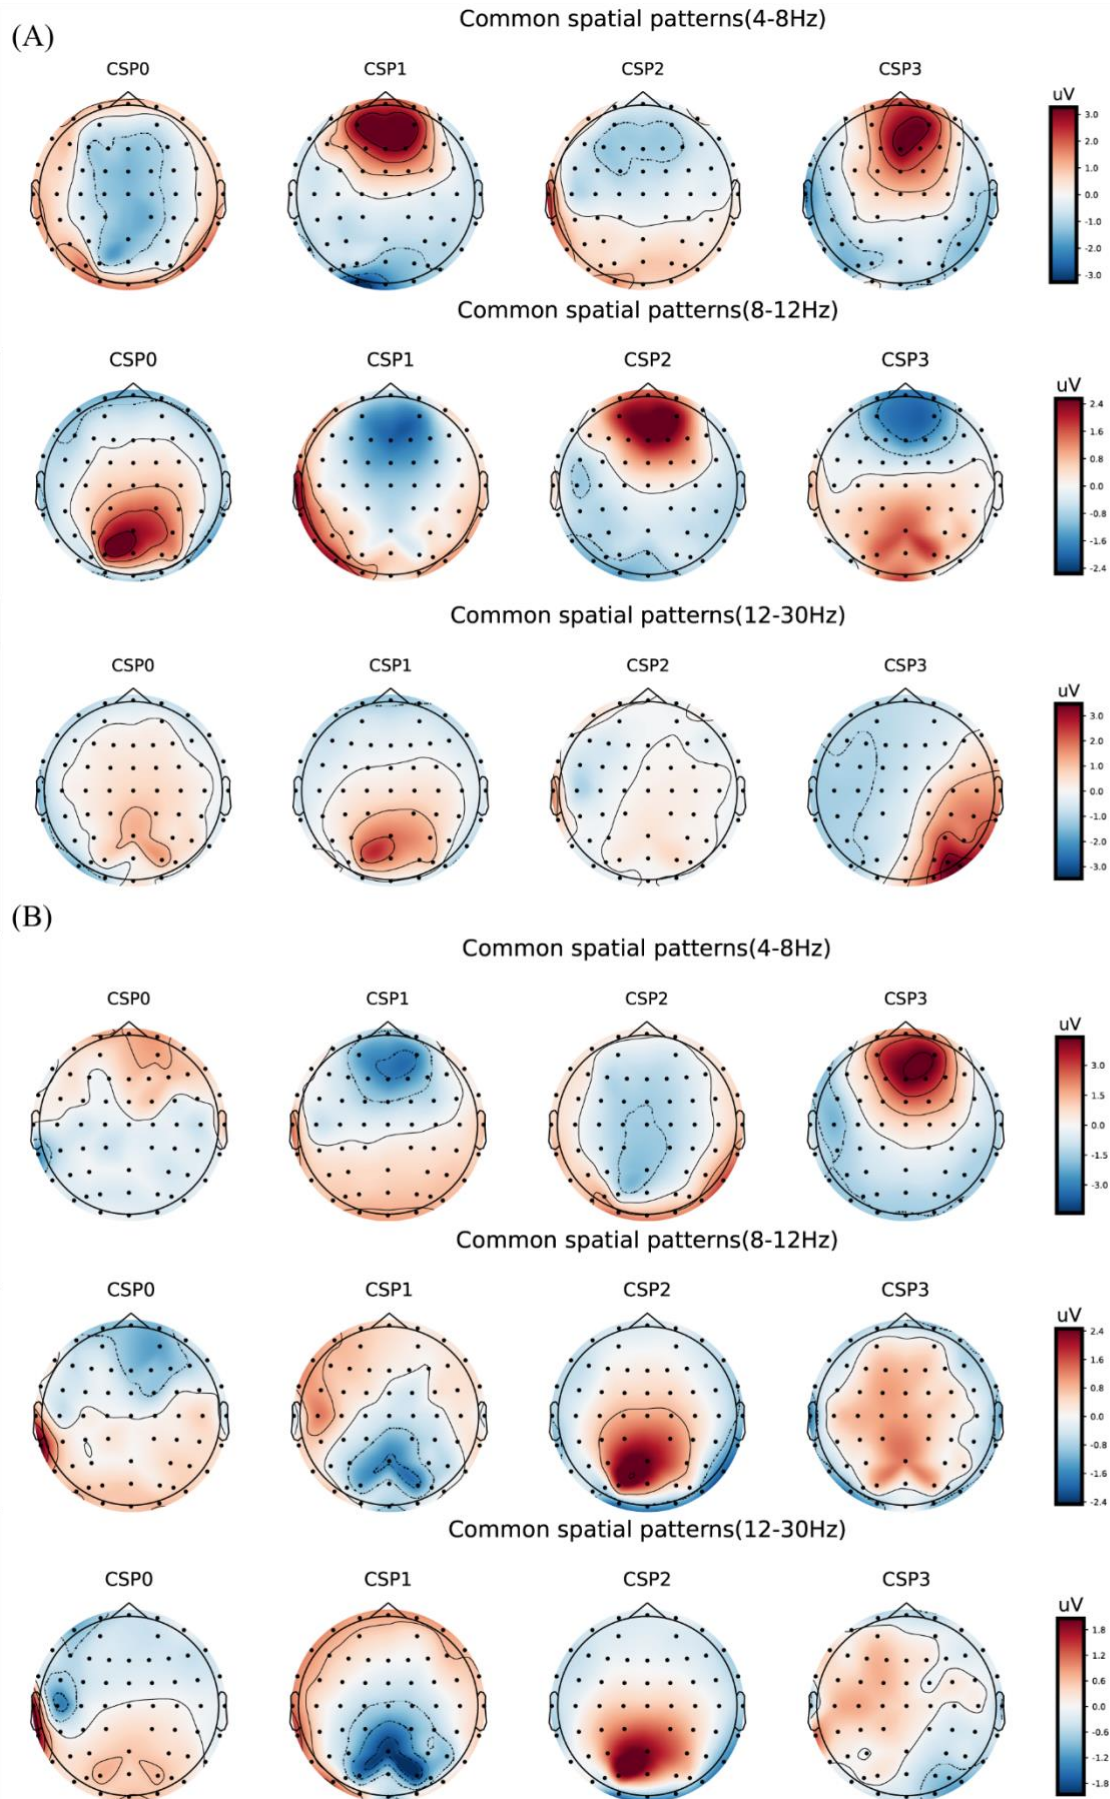 (A)
Common spatial patterns(4-8Hz)
CSP0 CSP1 CSP2 CSP3
uV
3.0
2.0
1.0
0.0
-1.0
-2.0
-3.0
Common spatial patterns(8-12Hz)
CSP0 CSP1 CSP2 CSP3
uV
2.4
1.6
0.8
0.0
-0.8
-1.6
-2.4
Common spatial patterns(12-30Hz)
CSP0 CSP1 CSP2 CSP3
uV
3.0
2.0
1.0
0.0
-1.0
-2.0
-3.0
(B)
Common spatial patterns(4-8Hz)
CSP0 CSP1 CSP2 CSP3
uV
3.0
1.5
0.0
-1.5
-3.0
Common spatial patterns(8-12Hz)
CSP0 CSP1 CSP2 CSP3
uV
2.4
1.6
0.8
0.0
-0.8
-1.6
-2.4
Common spatial patterns(12-30Hz)
CSP0 CSP1 CSP2 CSP3
uV
1.8
1.2
0.6
0.0
-0.6
-1.2
-1.8